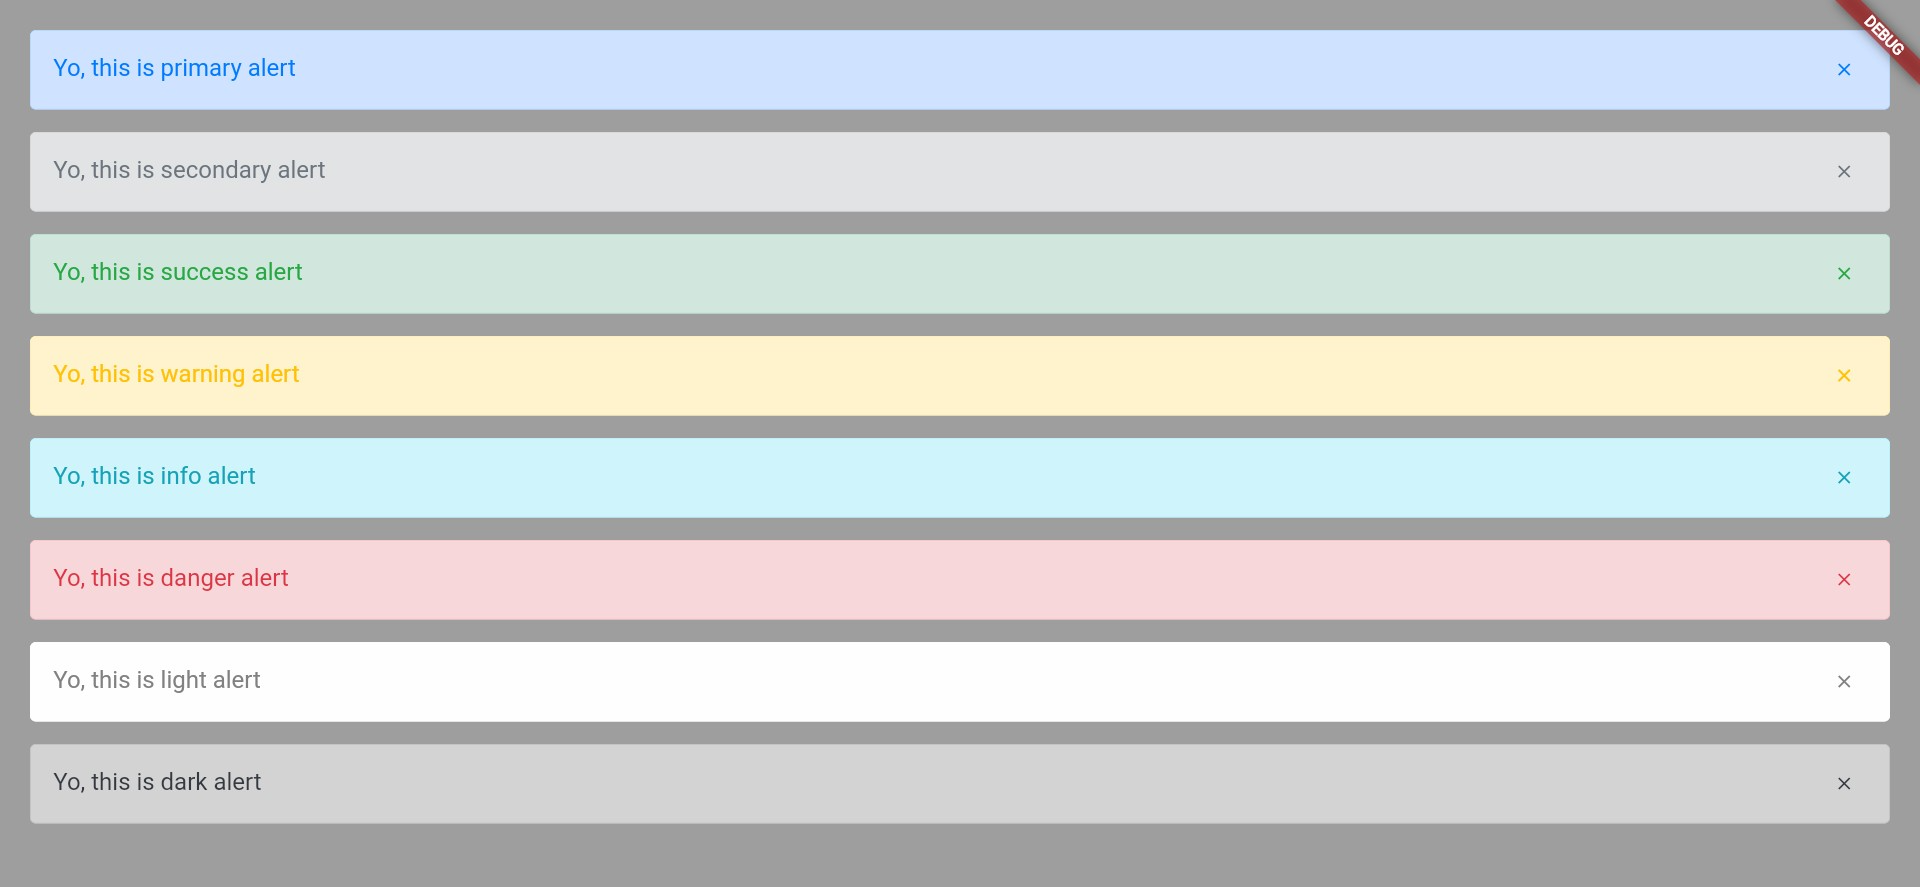 DEBUG
Yo, this is primary alert
Yo, this is secondary alert
Yo, this is success alert
Yo, this is warning alert
Yo, this is info alert
Yo, this is danger alert
Yo, this is light alert
Yo, this is dark alert